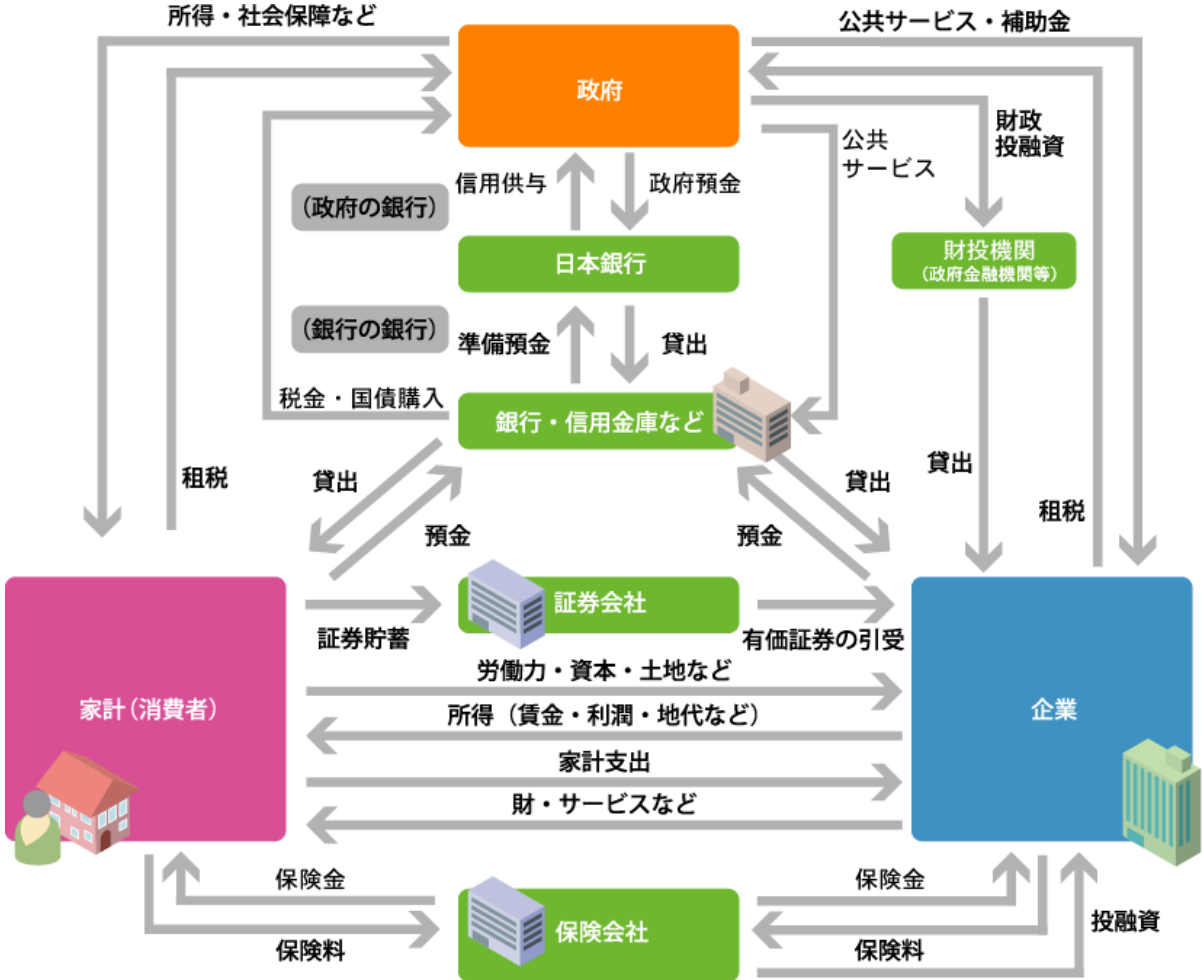 所得・社会保障など
公共サービス・補助金
政府
財政
投融資
公共
サービス
信用供与
政府預金
(政府の銀行)
日本銀行
財投機関
(政府金融機関等)
(銀行の銀行)
準備預金
貸出
税金・国債購入
銀行・信用金庫など
租税
貸出
預金
貸出
預金
貸出
租税
証券会社
証券貯蓄
有価証券の引受
労働力・資本・土地など
家計(消費者)
所得（賃金・利潤・地代など）
企業
家計支出
財・サービスなど
保険金
保険金
保険料
保険会社
保険料
投融資